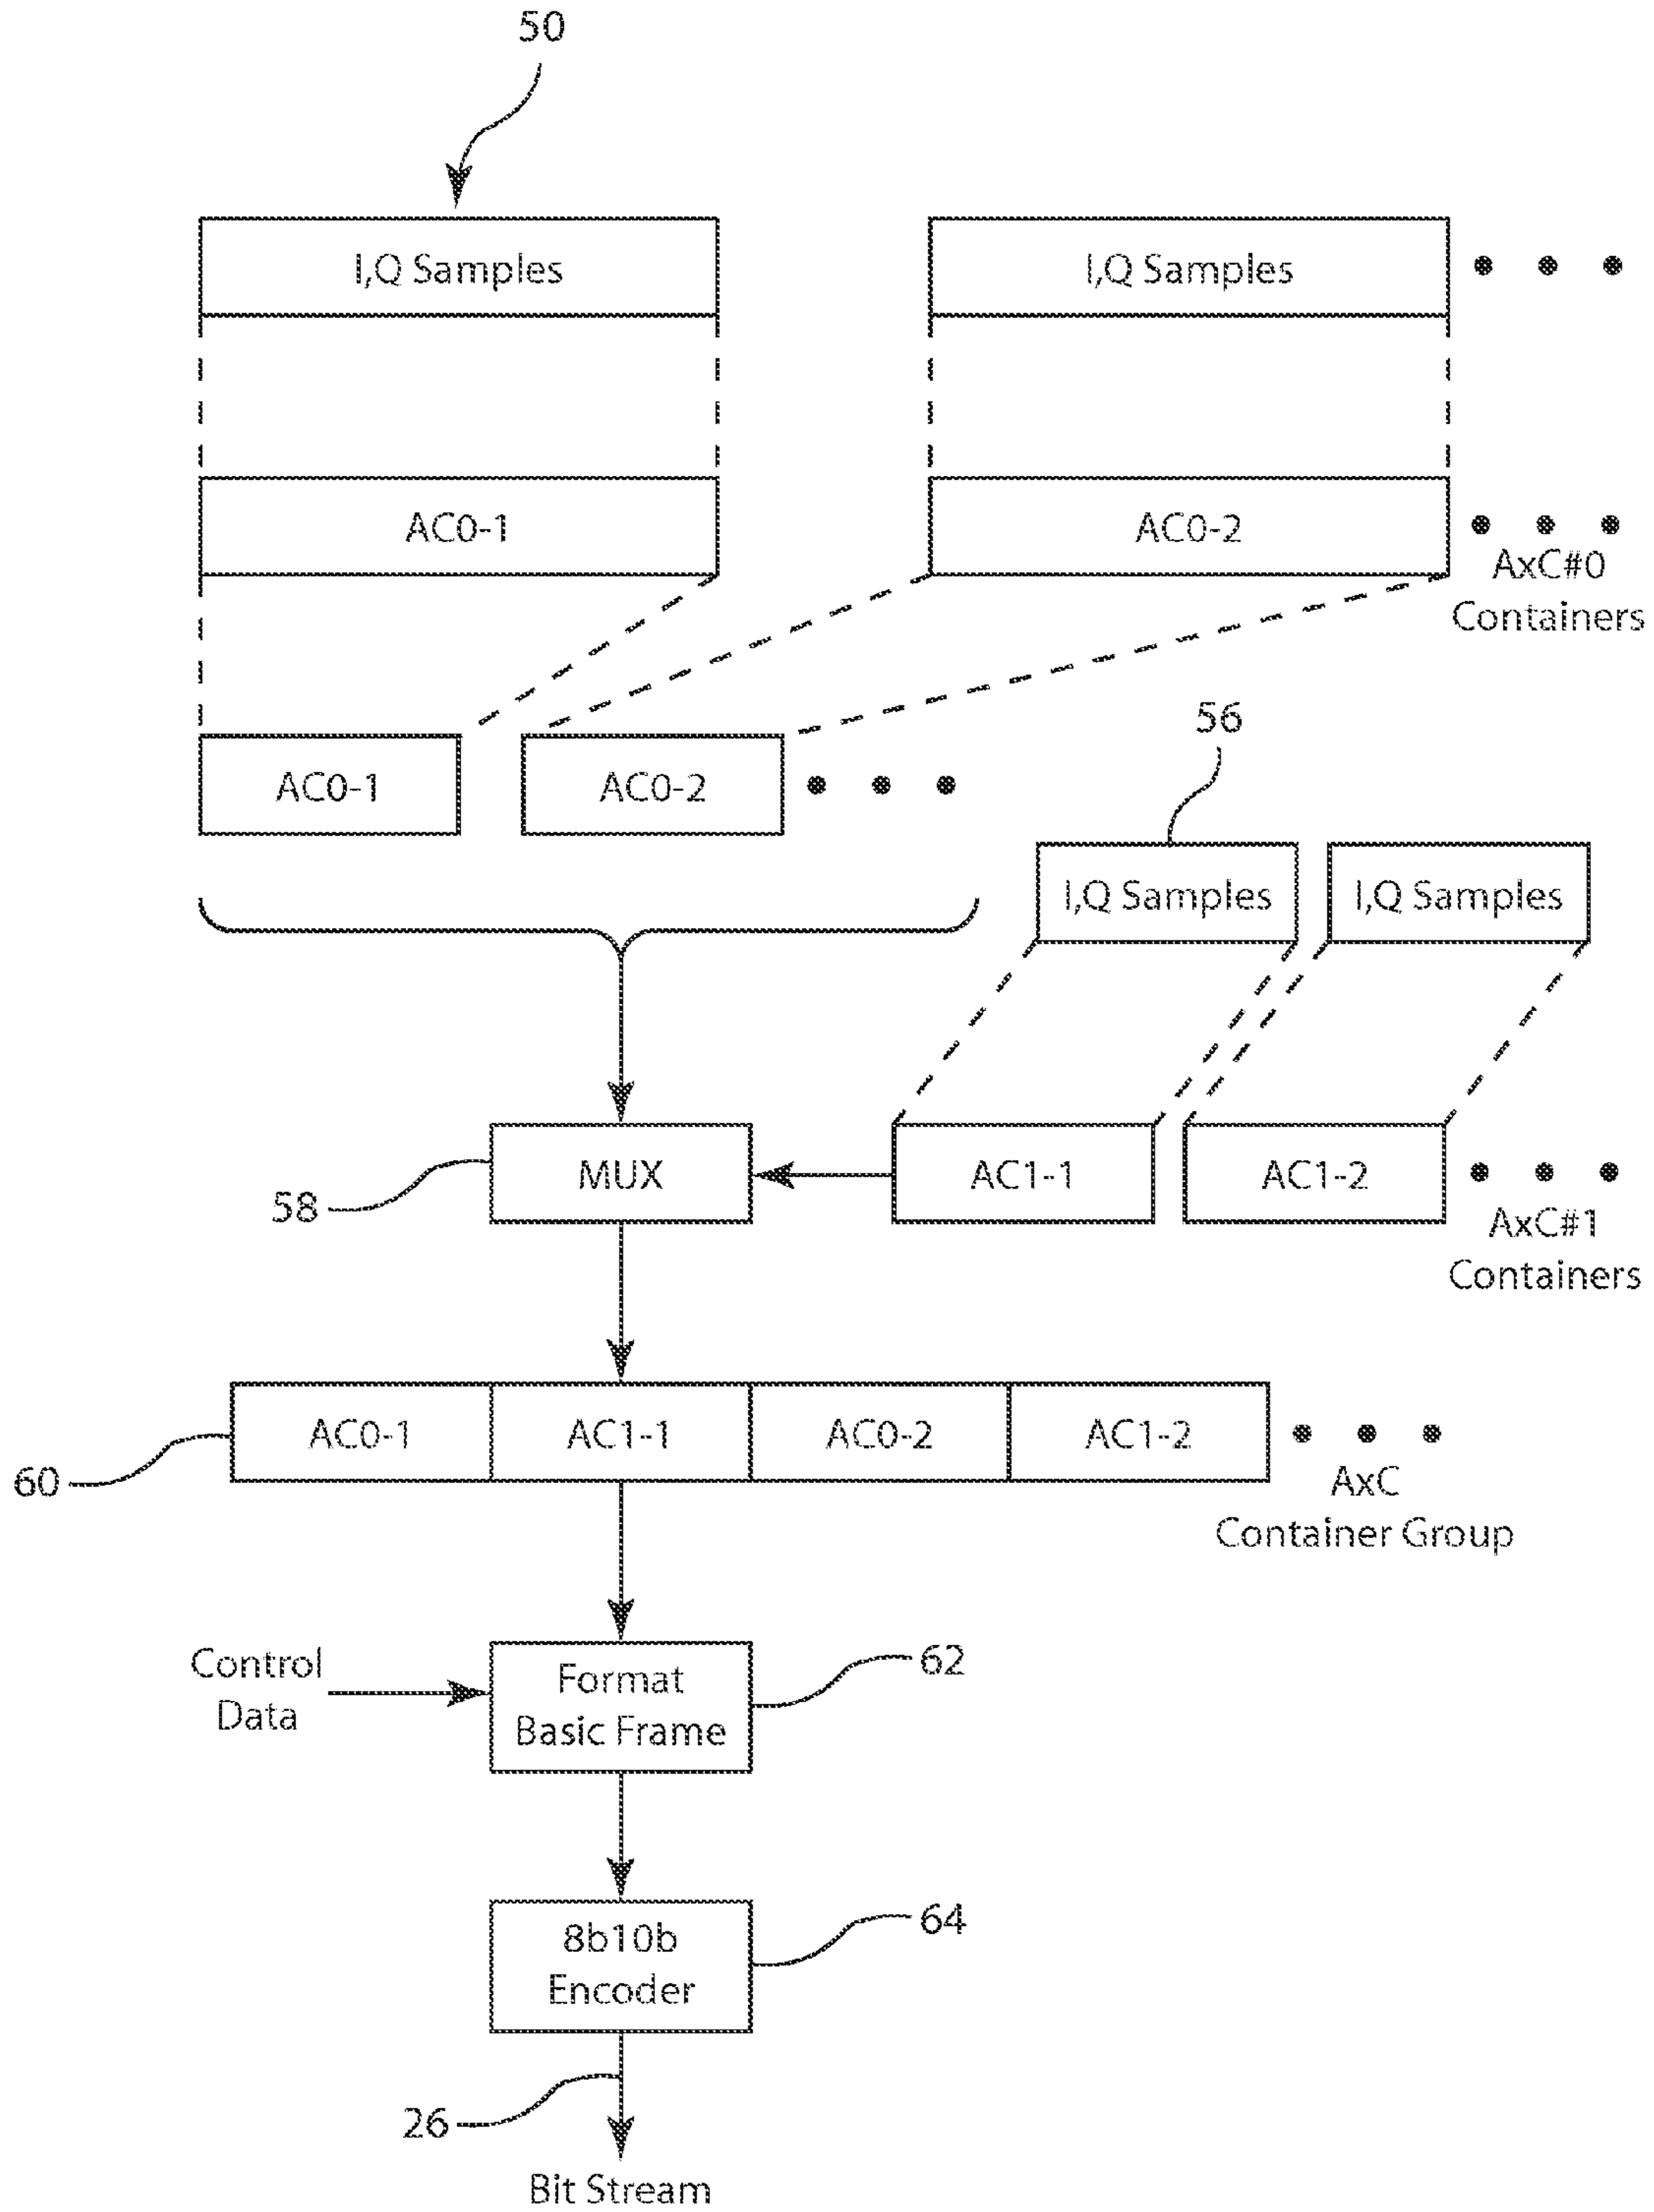 50
I,Q Samples
I,Q Samples
AC0-1
AC0-2
AxC#0
Containers
56
AC0-1
AC0-2
I,Q Samples
I,Q Samples
58
MUX
AC1-1
AC1-2
AxC#1
Containers
60
AC0-1
AC1-1
AC0-2
AC1-2
AxC
Container Group
Control
Data
Format
Basic Frame
62
8b10b
Encoder
64
26
Bit Stream